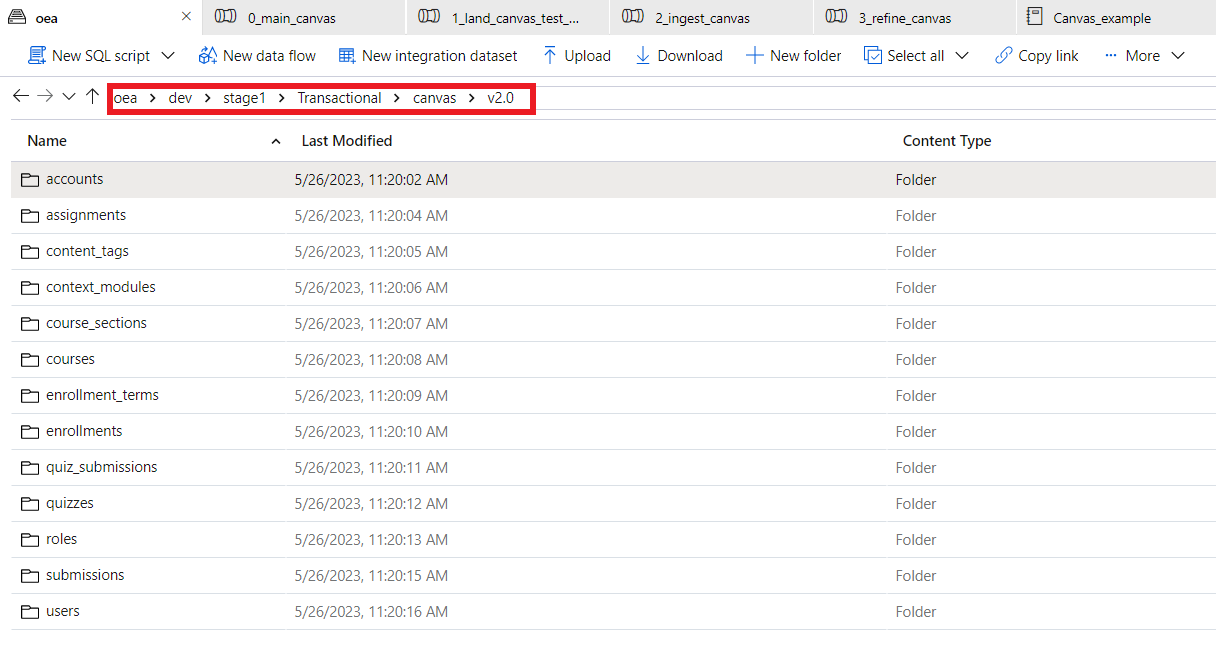 oea 0_main_canvas 1_land_canvas_test_... 2_ingest_canvas 3_refine_canvas Canvas_example
New SQL script New data flow New integration dataset Upload Download New folder Select all Copy link ... More
oea > dev > stage1 > Transactional > canvas > v2.0
Name Last Modified Content Type
accounts 5/26/2023, 11:20:02 AM Folder
assignments 5/26/2023, 11:20:04 AM Folder
content_tags 5/26/2023, 11:20:05 AM Folder
context_modules 5/26/2023, 11:20:06 AM Folder
course_sections 5/26/2023, 11:20:07 AM Folder
courses 5/26/2023, 11:20:08 AM Folder
enrollment_terms 5/26/2023, 11:20:09 AM Folder
enrollments 5/26/2023, 11:20:10 AM Folder
quiz_submissions 5/26/2023, 11:20:11 AM Folder
quizzes 5/26/2023, 11:20:12 AM Folder
roles 5/26/2023, 11:20:13 AM Folder
submissions 5/26/2023, 11:20:15 AM Folder
users 5/26/2023, 11:20:16 AM Folder